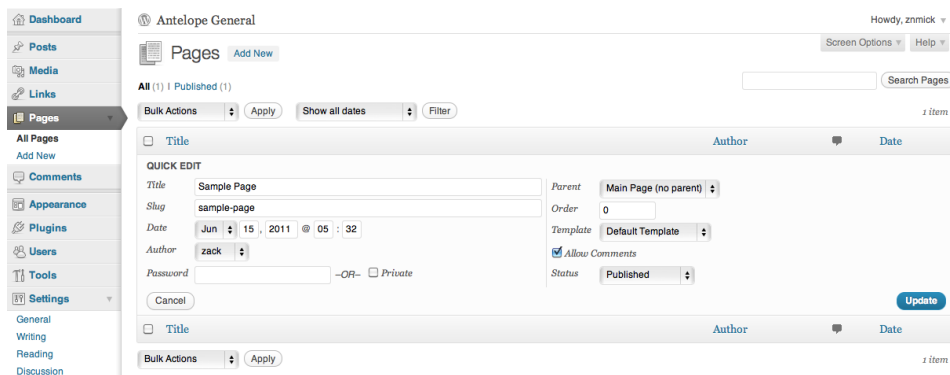 Dashboard
Posts
Media
Links
Pages
All Pages
Add New
Comments
Appearance
Plugins
Users
Tools
Settings
General
Writing
Reading
Discussion
Antelope General
Howdy, znmick
Screen Options
Help
Pages Add New
All (1) | Published (1)
Search Pages
Bulk Actions Apply Show all dates Filter
1 item
Title Author Date
QUICK EDIT
Title Sample Page
Slug sample-page
Date Jun 15 , 2011 @ 05 : 32
Author zack
Password –OR– Private
Parent Main Page (no parent)
Order 0
Template Default Template
Allow Comments
Status Published
Cancel Update
Title Author Date
Bulk Actions Apply
1 item